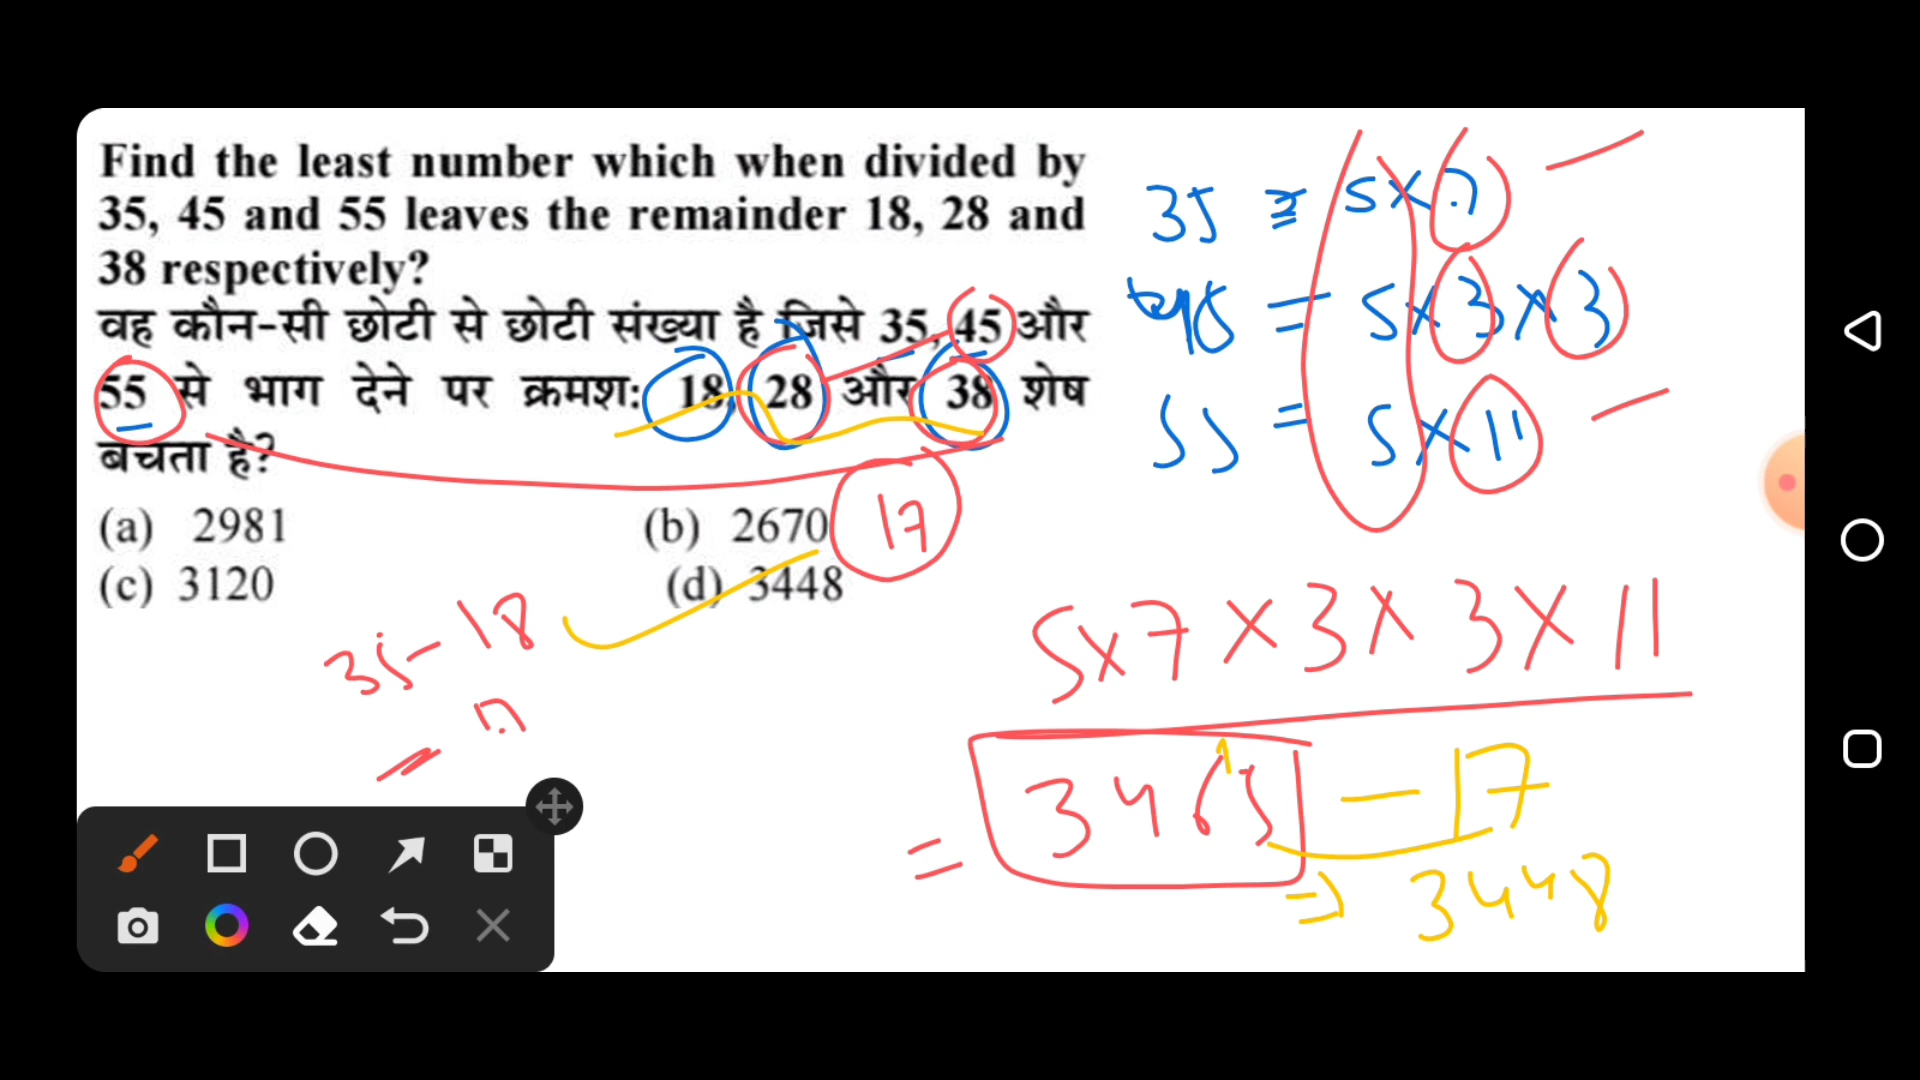 Find the least number which when divided by
35, 45 and 55 leaves the remainder 18, 28 and
38 respectively?
वह कौन-सी छोटी से छोटी संख्या है जिसे 35, 45 और
55 से भाग देने पर क्रमश: 18, 28 और 38 शेष
बचता है?
(a) 2981 (b) 2670
(c) 3120 (d) 3448
35 = 5×7
45 = 5×3×3
55 = 5×11
17
35-18
=
5×7×3×3×11
= 3465 - 17
⇒ 3448